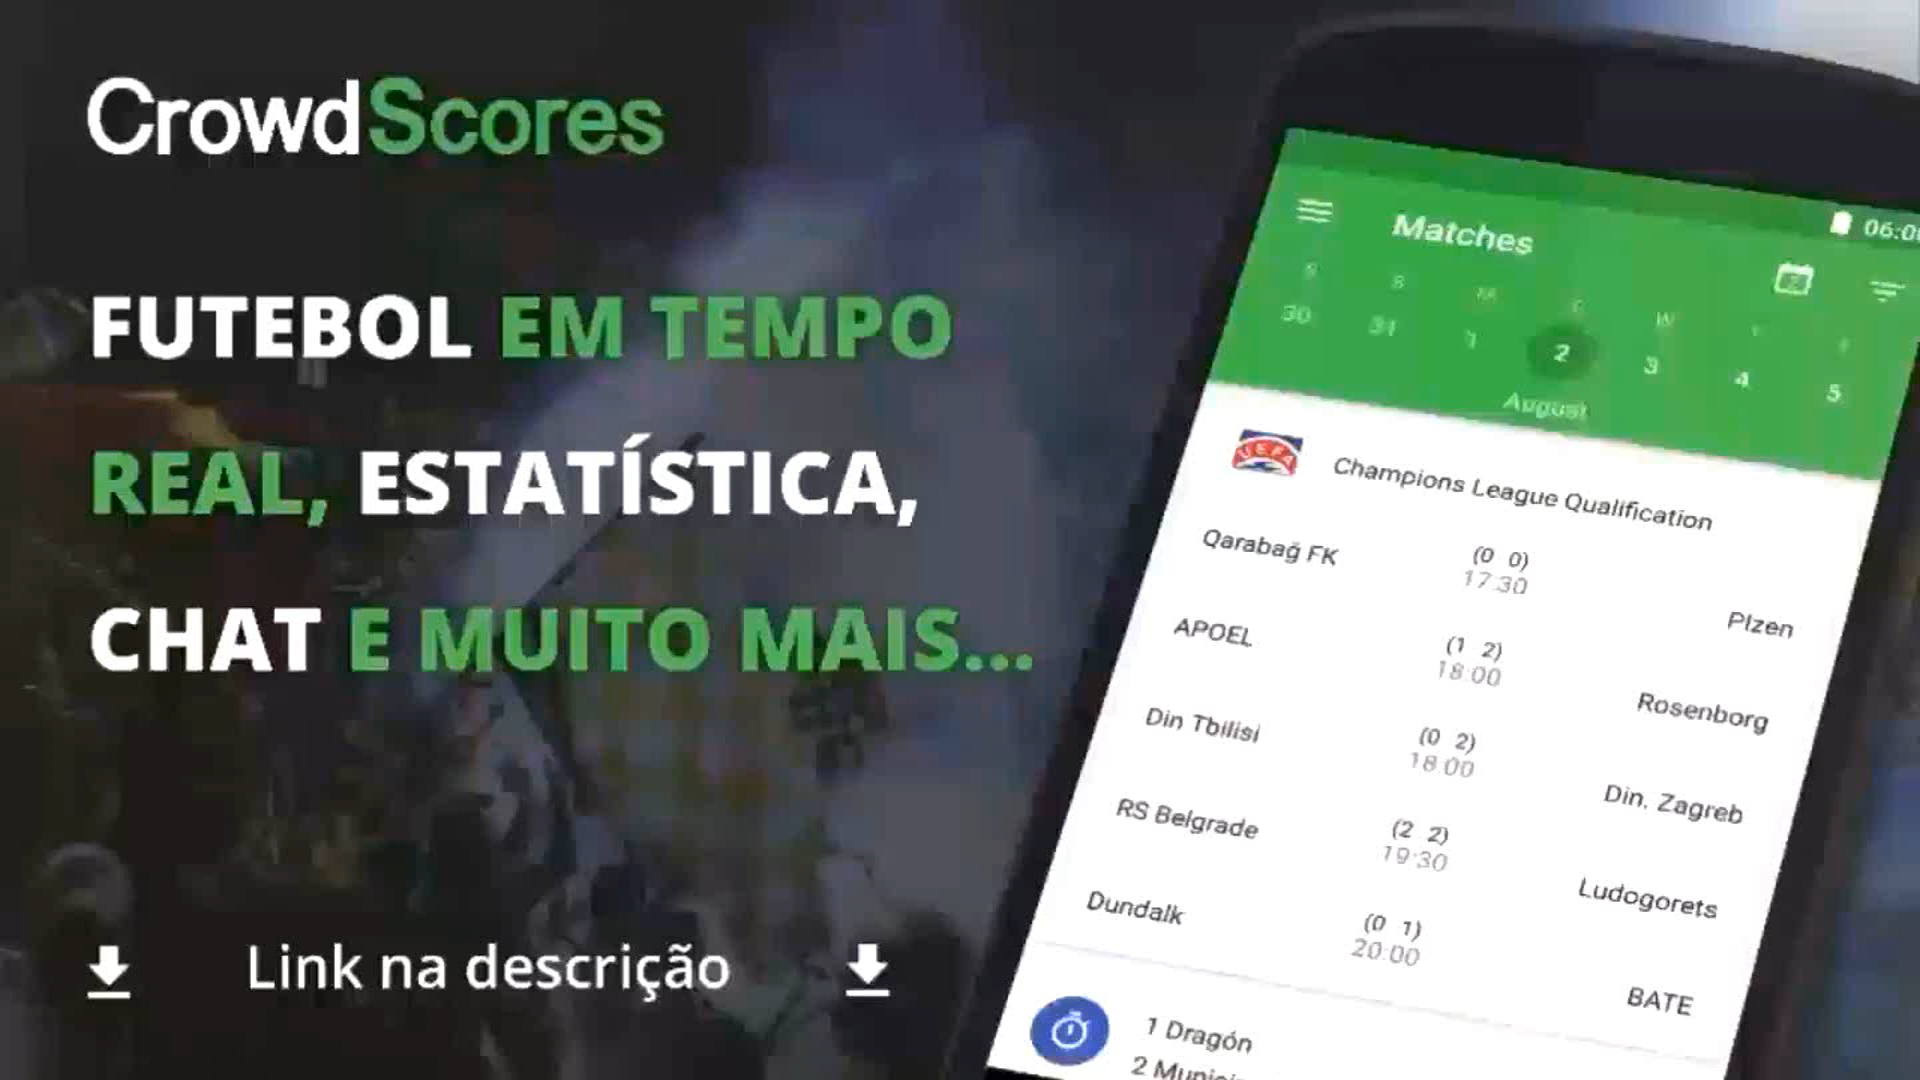 CrowdScores
FUTEBOL EM TEMPO
REAL, ESTATÍSTICA,
CHAT E MUITO MAIS...
Link na descrição
Matches
30 31 1 2 3 4 5
August
UEFA
Champions League Qualification
Qarabağ FK (0 0) 17:30 Plzen
APOEL (1 2) 18:00 Rosenborg
Din Tbilisi (0 2) 18:00 Din. Zagreb
RS Belgrade (2 2) 19:30 Ludogorets
Dundalk (0 1) 20:00 BATE
1 Dragón
2